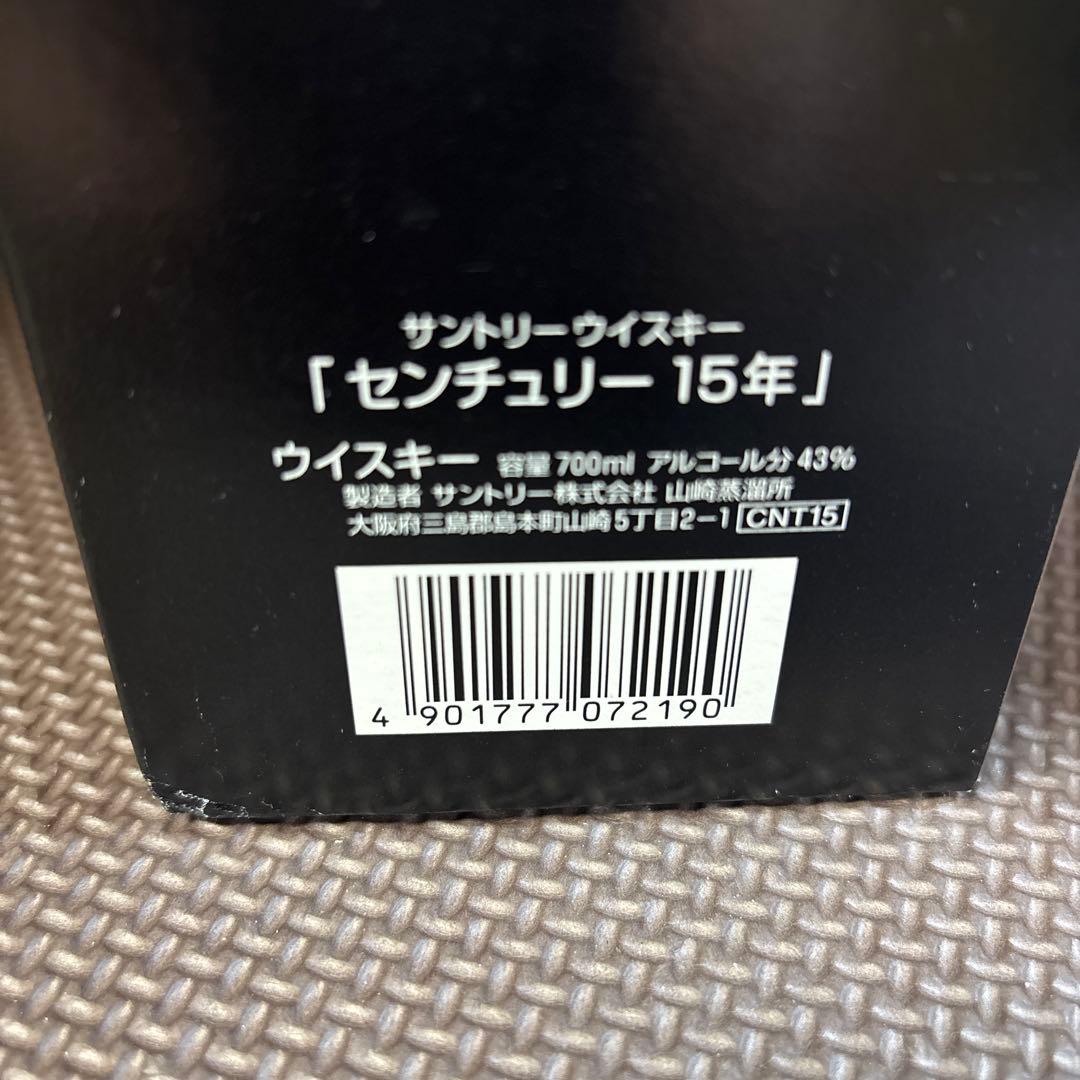 サントリーウイスキー
「センチュリー 15年」
ウイスキー 容量 700ml アルコール分 43%
製造者 サントリー株式会社 山崎蒸溜所
大阪府三島郡島本町山崎5丁目2-1 CNT15
4 901777 072190